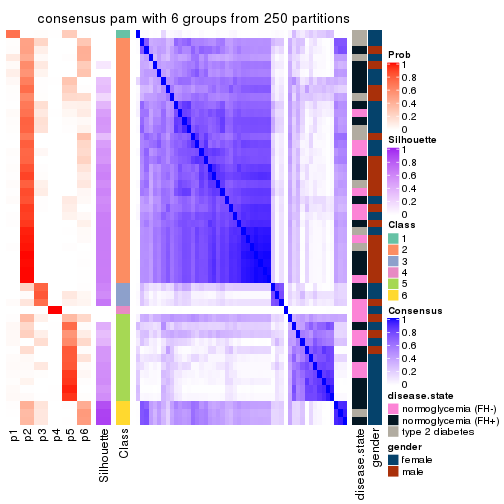 consensus pam with 6 groups from 250 partitions
Prob
1
0.8
0.6
0.4
0.2
0
Silhouette
1
0.8
0.6
0.4
0.2
0
Class
1
2
3
4
5
6
Consensus
1
0.8
0.6
0.4
0.2
0
disease.state
normoglycemia (FH-)
normoglycemia (FH+)
type 2 diabetes
gender
female
male
p1
p2
p3
p4
p5
p6
Silhouette
Class
disease.state
gender